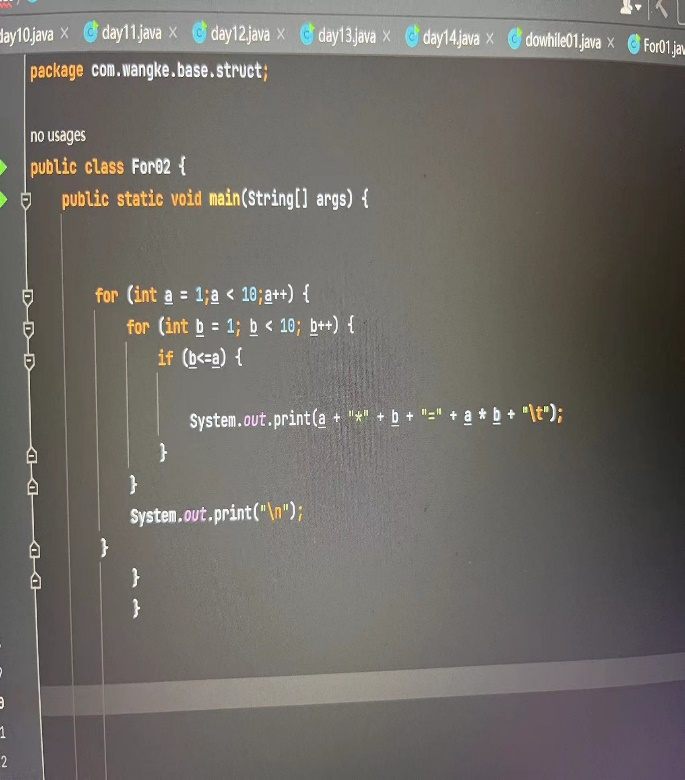 day10.java × day11.java × day12.java × day13.java × day14.java × dowhile01.java × For01.jav
package com.wangke.base.struct;
no usages
public class For02 {
public static void main(String[] args) {
for (int a = 1;a < 10;a++) {
for (int b = 1; b < 10; b++) {
if (b<=a) {
System.out.print(a + "*" + b + "=" + a * b + "\t");
}
}
System.out.print("\n");
}
}
}
1
2